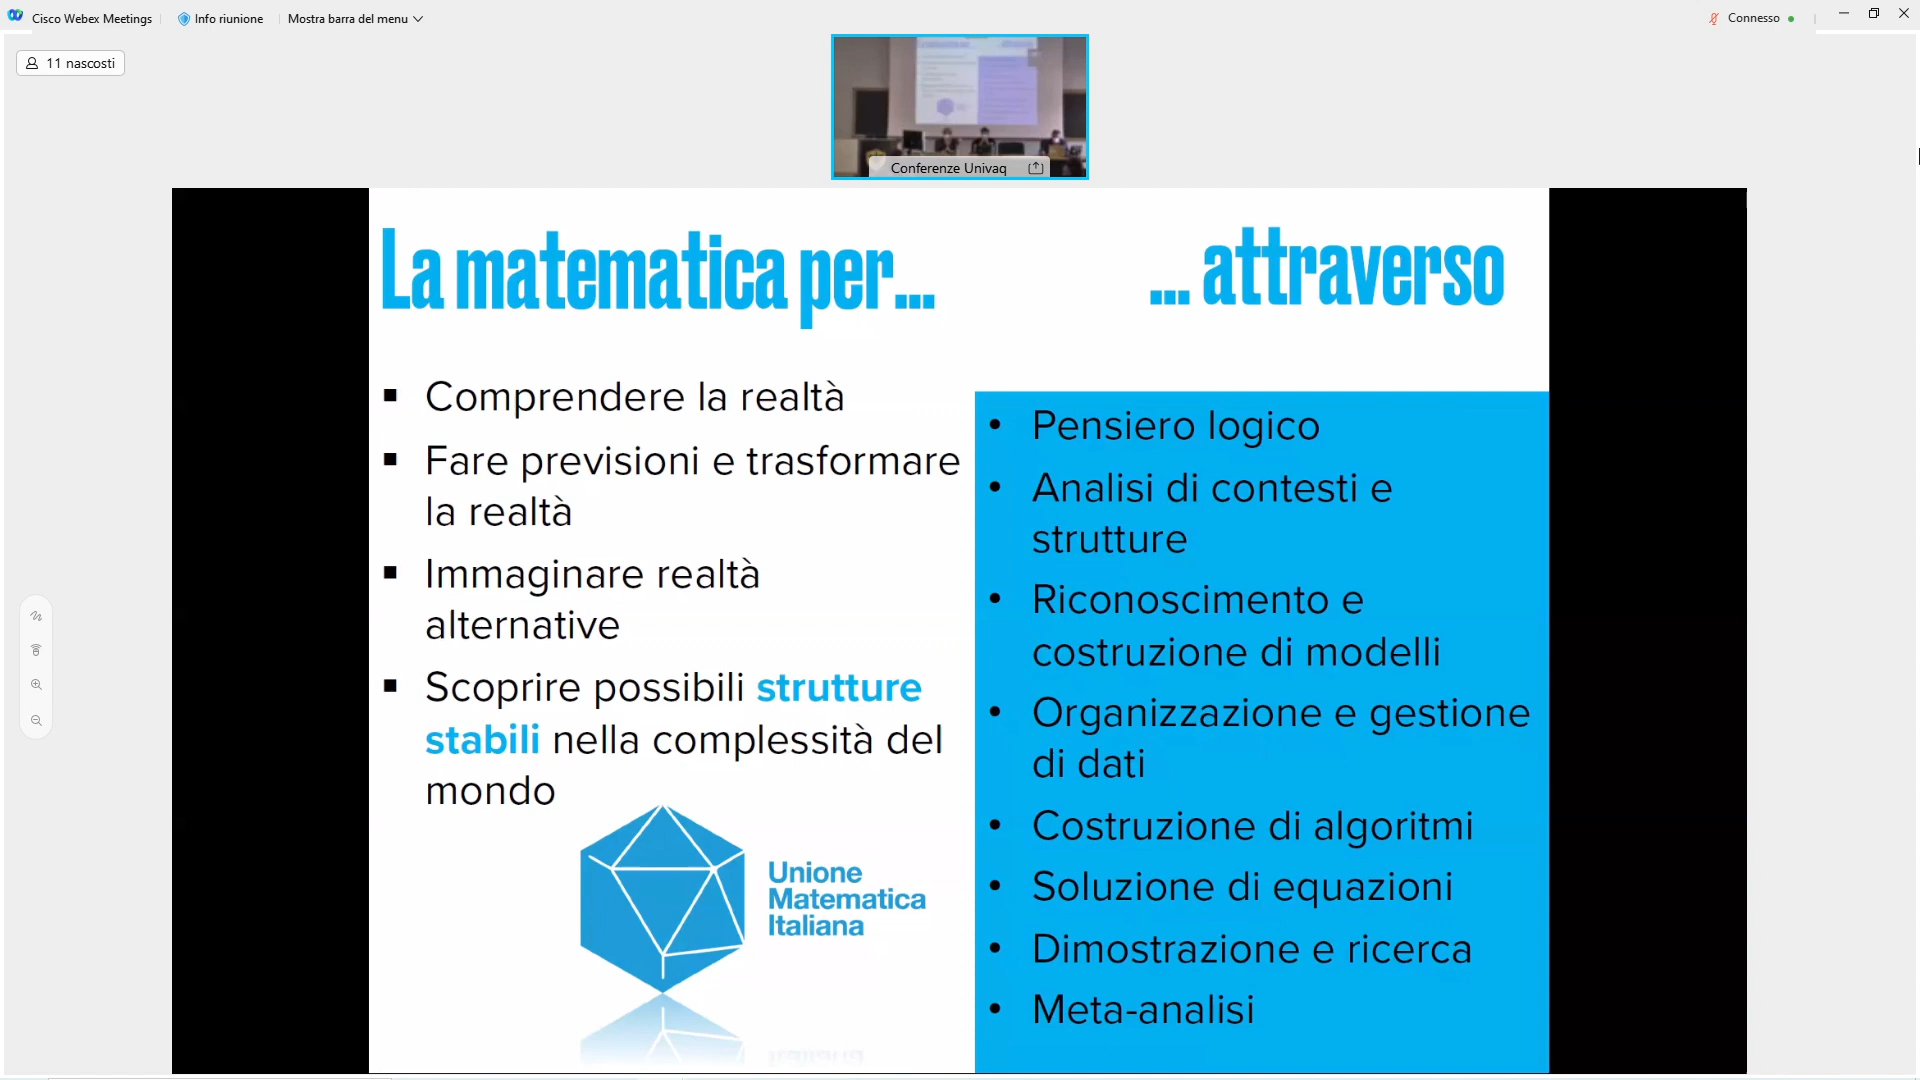 Cisco Webex Meetings
Info riunione
Mostra barra del menu
Connesso
11 nascosti
Conferenze Univaq
La matematica per...
... attraverso
▪ Comprendere la realtà
▪ Fare previsioni e trasformare
la realtà
▪ Immaginare realtà
alternative
▪ Scoprire possibili strutture
stabili nella complessità del
mondo
Unione
Matematica
Italiana
• Pensiero logico
• Analisi di contesti e
strutture
• Riconoscimento e
costruzione di modelli
• Organizzazione e gestione
di dati
• Costruzione di algoritmi
• Soluzione di equazioni
• Dimostrazione e ricerca
• Meta-analisi